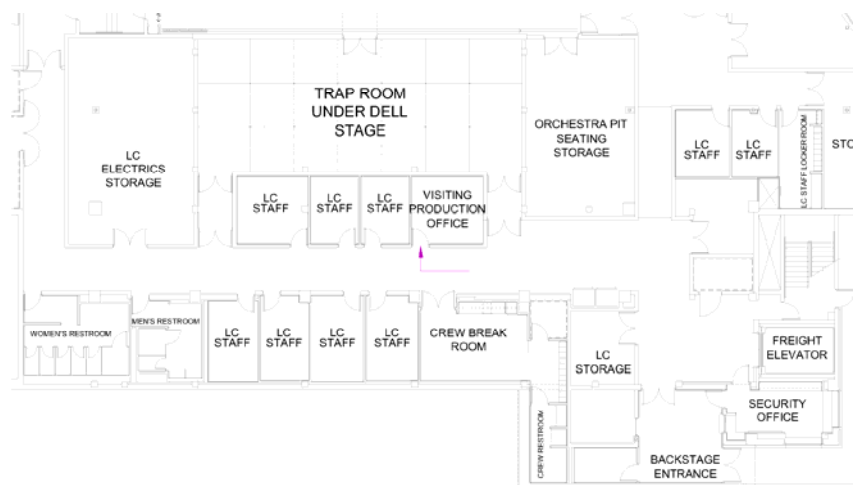 TRAP ROOM
UNDER DELL
STAGE
LC
ELECTRICS
STORAGE
ORCHESTRA PIT
SEATING
STORAGE
LC
STAFF
LC
STAFF
LC STAFF LOCKER ROOM
STO
LC
STAFF
LC
STAFF
LC
STAFF
VISITING
PRODUCTION
OFFICE
WOMEN'S RESTROOM
MEN'S RESTROOM
LC
STAFF
LC
STAFF
LC
STAFF
LC
STAFF
CREW BREAK
ROOM
LC
STORAGE
FREIGHT
ELEVATOR
CREW RESTROOM
SECURITY
OFFICE
BACKSTAGE
ENTRANCE